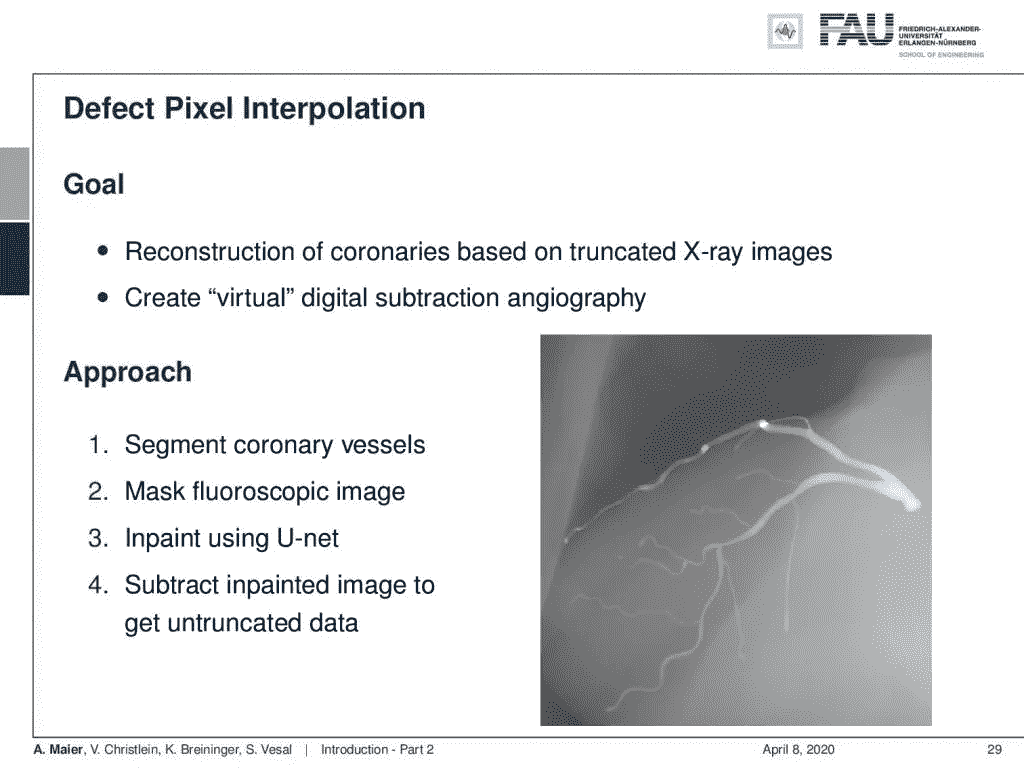 FAU
FRIEDRICH-ALEXANDER-
UNIVERSITÄT
ERLANGEN-NÜRNBERG
SCHOOL OF ENGINEERING
Defect Pixel Interpolation
Goal
• Reconstruction of coronaries based on truncated X-ray images
• Create “virtual” digital subtraction angiography
Approach
1. Segment coronary vessels
2. Mask fluoroscopic image
3. Inpaint using U-net
4. Subtract inpainted image to
get untruncated data
A. Maier, V. Christlein, K. Breininger, S. Vesal | Introduction - Part 2 April 8, 2020 29